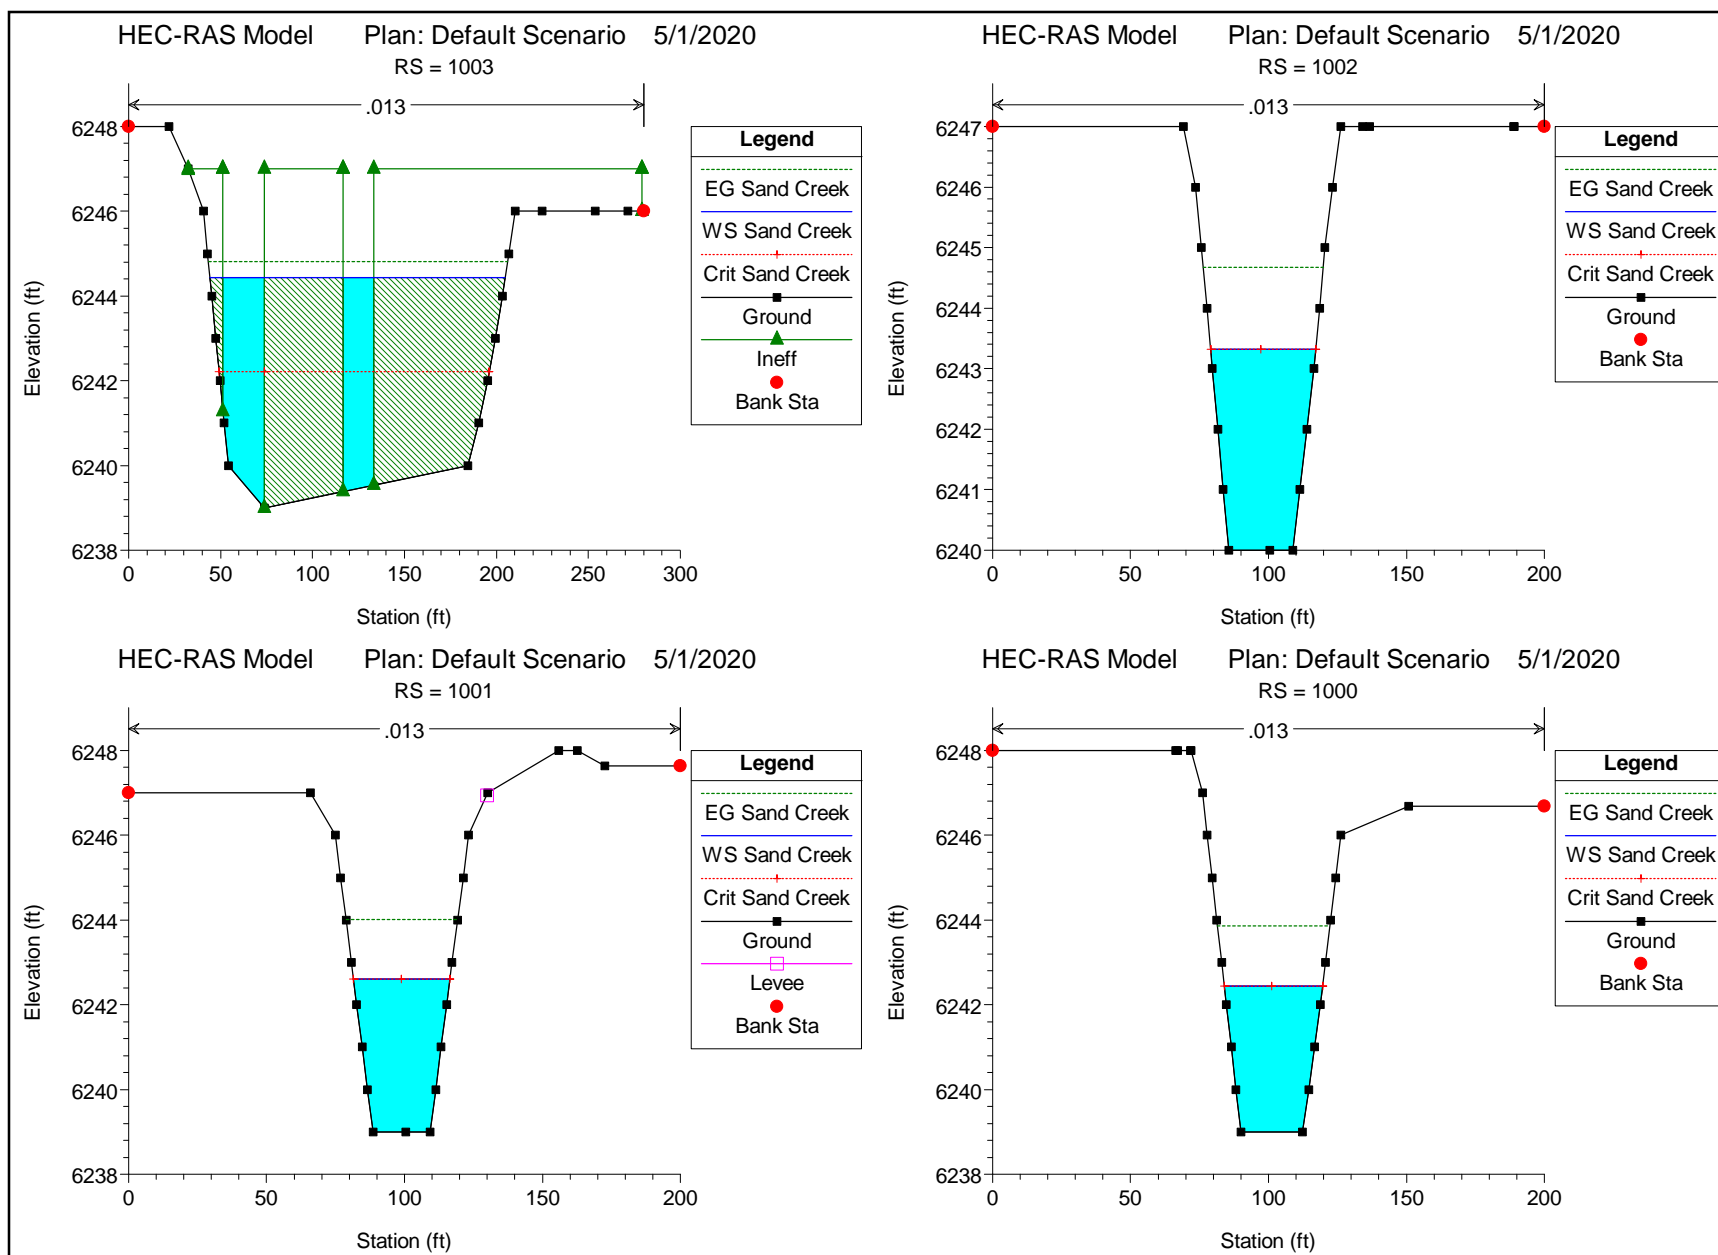 HEC-RAS Model Plan: Default Scenario 5/1/2020
RS = 1003
.013
6248
6246
6244
6242
6240
6238
Elevation (ft)
0 50 100 150 200 250 300
Station (ft)
Legend
EG Sand Creek
WS Sand Creek
Crit Sand Creek
Ground
Ineff
Bank Sta
HEC-RAS Model Plan: Default Scenario 5/1/2020
RS = 1002
.013
6247
6246
6245
6244
6243
6242
6241
6240
Elevation (ft)
0 50 100 150 200
Station (ft)
Legend
EG Sand Creek
WS Sand Creek
Crit Sand Creek
Ground
Bank Sta
HEC-RAS Model Plan: Default Scenario 5/1/2020
RS = 1001
.013
6248
6246
6244
6242
6240
6238
Elevation (ft)
0 50 100 150 200
Station (ft)
Legend
EG Sand Creek
WS Sand Creek
Crit Sand Creek
Ground
Levee
Bank Sta
HEC-RAS Model Plan: Default Scenario 5/1/2020
RS = 1000
.013
6248
6246
6244
6242
6240
6238
Elevation (ft)
0 50 100 150 200
Station (ft)
Legend
EG Sand Creek
WS Sand Creek
Crit Sand Creek
Ground
Bank Sta